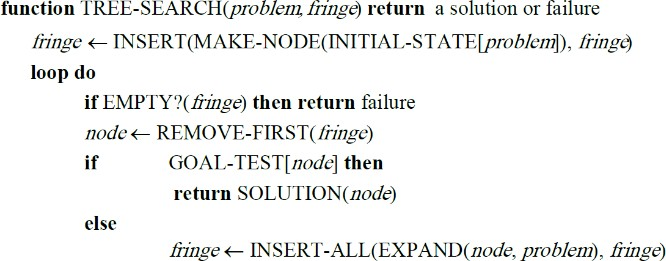 function TREE-SEARCH(problem, fringe) return a solution or failure
fringe ← INSERT(MAKE-NODE(INITIAL-STATE[problem]), fringe)
loop do
if EMPTY?(fringe) then return failure
node ← REMOVE-FIRST(fringe)
if GOAL-TEST[node] then
return SOLUTION(node)
else
fringe ← INSERT-ALL(EXPAND(node, problem), fringe)